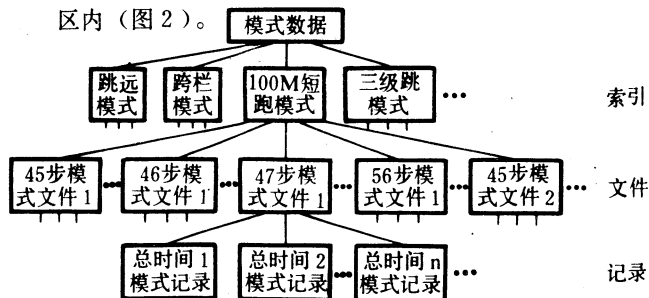 区内（图2）。
模式数据
跳远
模式
跨栏
模式
100M短
跑模式
三级跳
模式
…
索引
45步模
式文件1
…
46步模
式文件1
…
47步模
式文件1
…
56步模
式文件1
…
45步模
式文件2
…
文件
总时间1
模式记录
总时间2
模式记录
…
总时间n
模式记录
…
记录